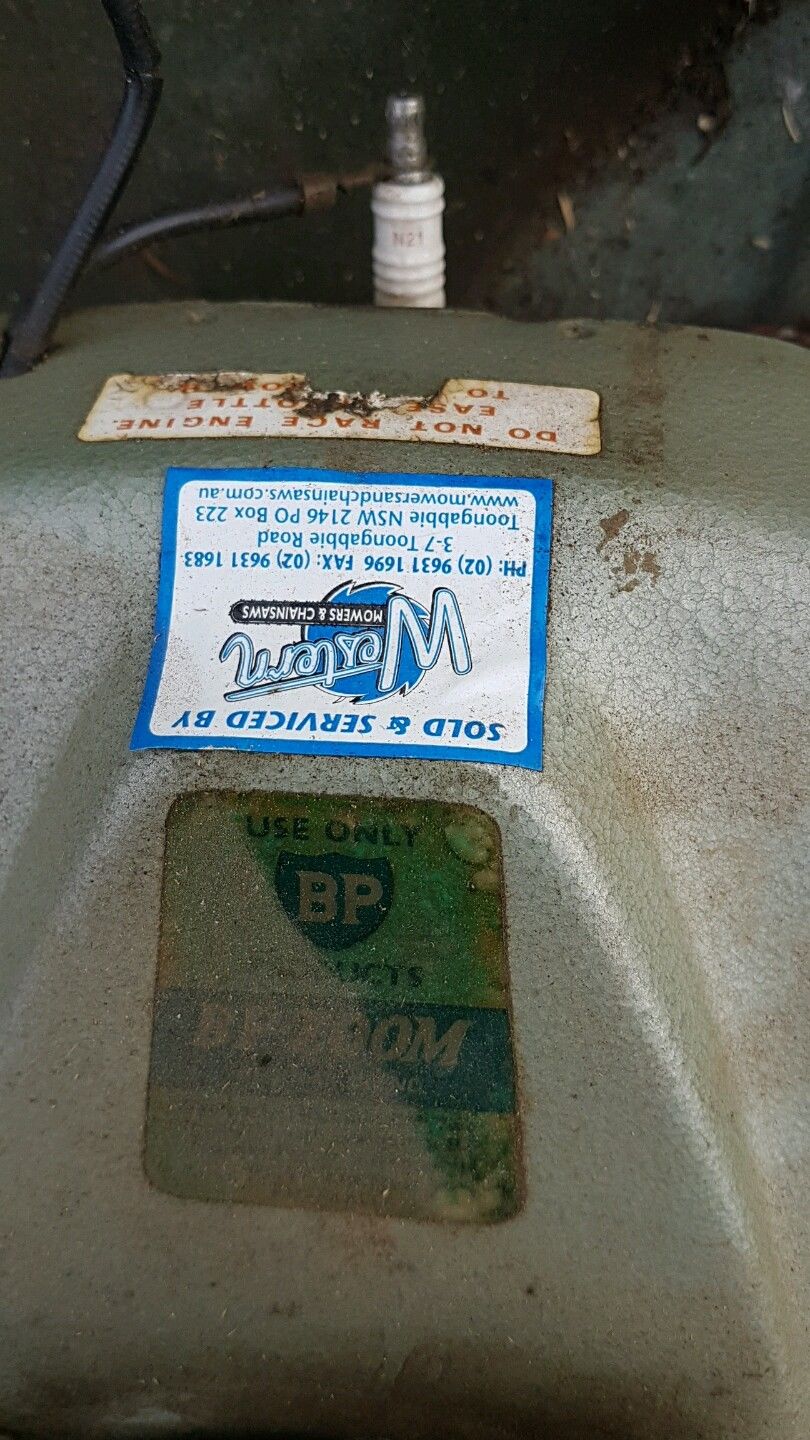 N21
DO NOT RACE ENGINE.
EASE
TO
SOLD & SERVICED BY
Western
MOWERS & CHAINSAWS
PH: (02) 9631 1696 FAX: (02) 9631 1683
3-7 Toongabbie Road
Toongabbie NSW 2146 PO Box 223
www.mowersandchainsaws.com.au
USE ONLY
BP
BP ZOOM